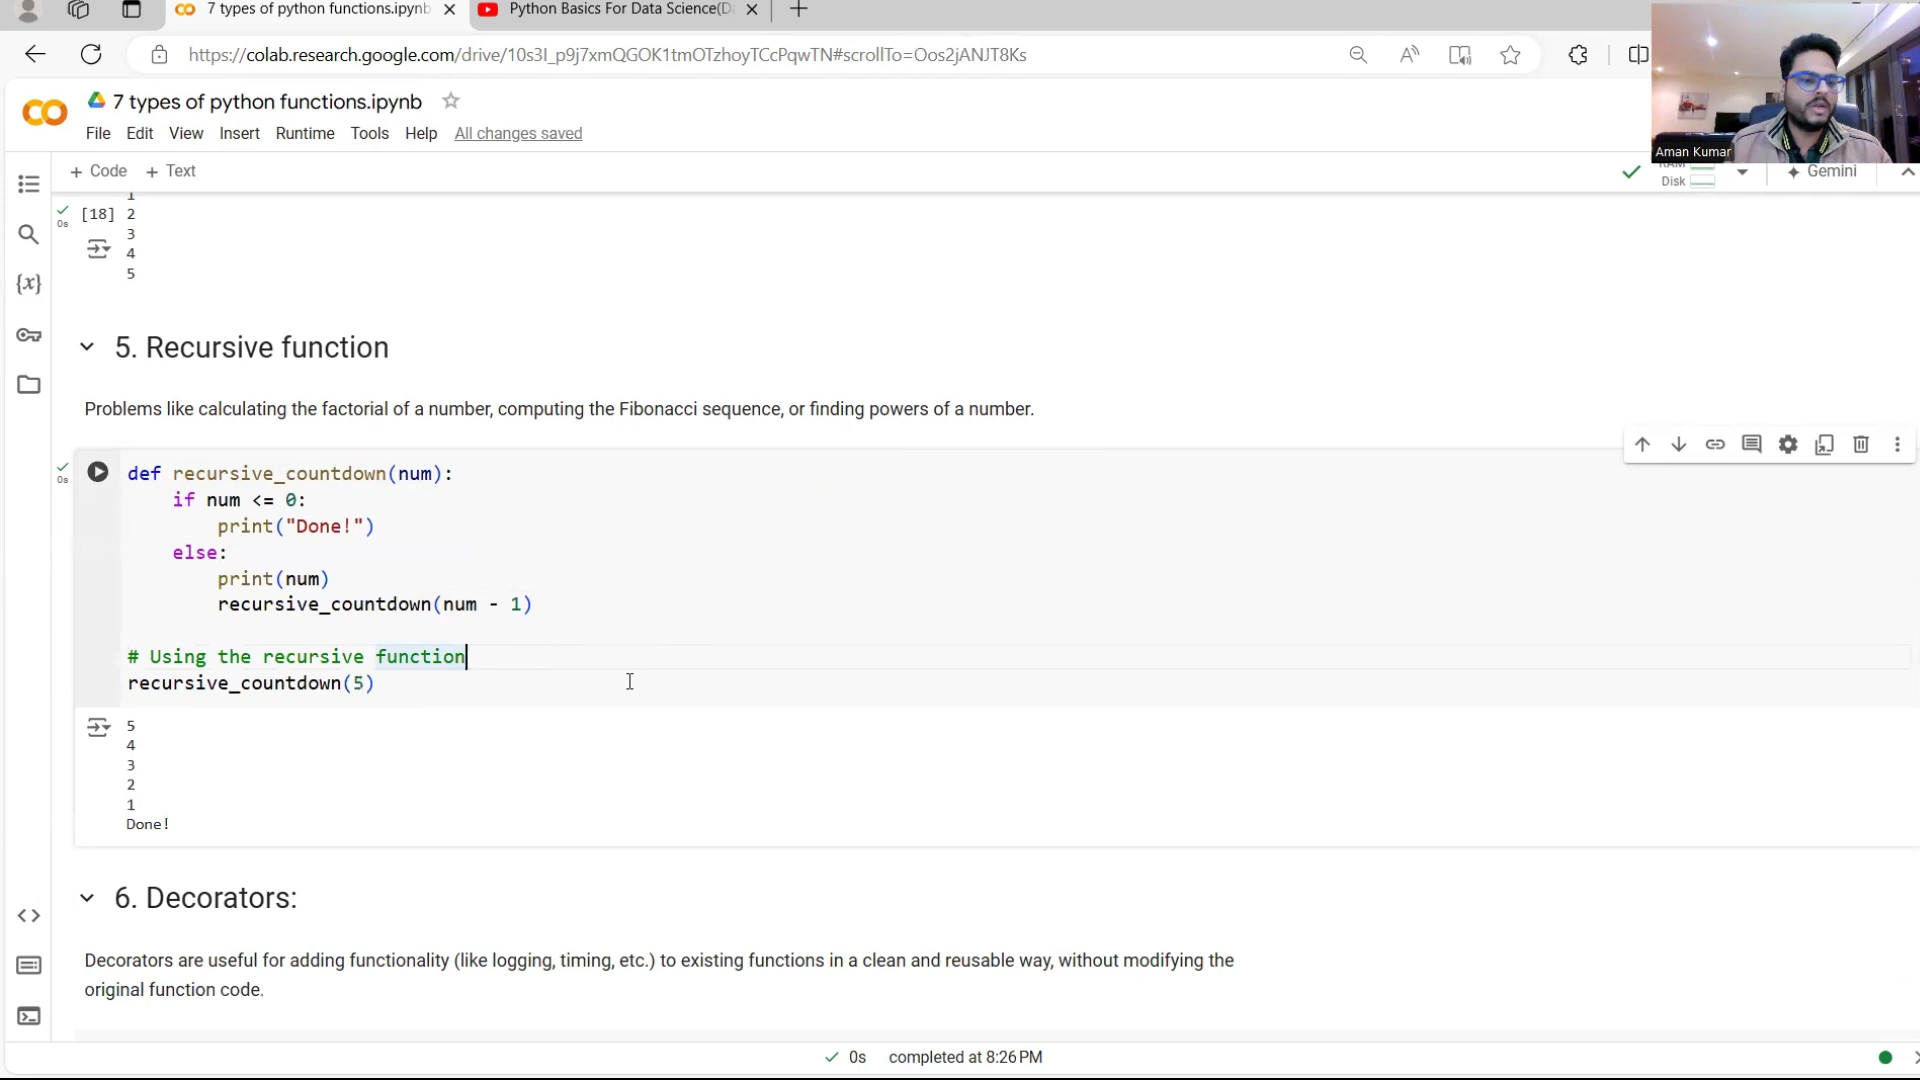 7 types of python functions.ipynb
Python Basics For Data Science(D
https://colab.research.google.com/drive/10s3I_p9j7xmQGOK1tmOTzhoyTCcPqwTN#scrollTo=Oos2jANJT8Ks
7 types of python functions.ipynb
File Edit View Insert Runtime Tools Help All changes saved
Aman Kumar
+ Code + Text
RAM
Disk
Gemini
1
0s
[18] 2
3
4
5
5. Recursive function
Problems like calculating the factorial of a number, computing the Fibonacci sequence, or finding powers of a number.
0s
def recursive_countdown(num):
if num <= 0:
print("Done!")
else:
print(num)
recursive_countdown(num - 1)
# Using the recursive function
recursive_countdown(5)
5
4
3
2
1
Done!
6. Decorators:
Decorators are useful for adding functionality (like logging, timing, etc.) to existing functions in a clean and reusable way, without modifying the
original function code.
0s completed at 8:26 PM